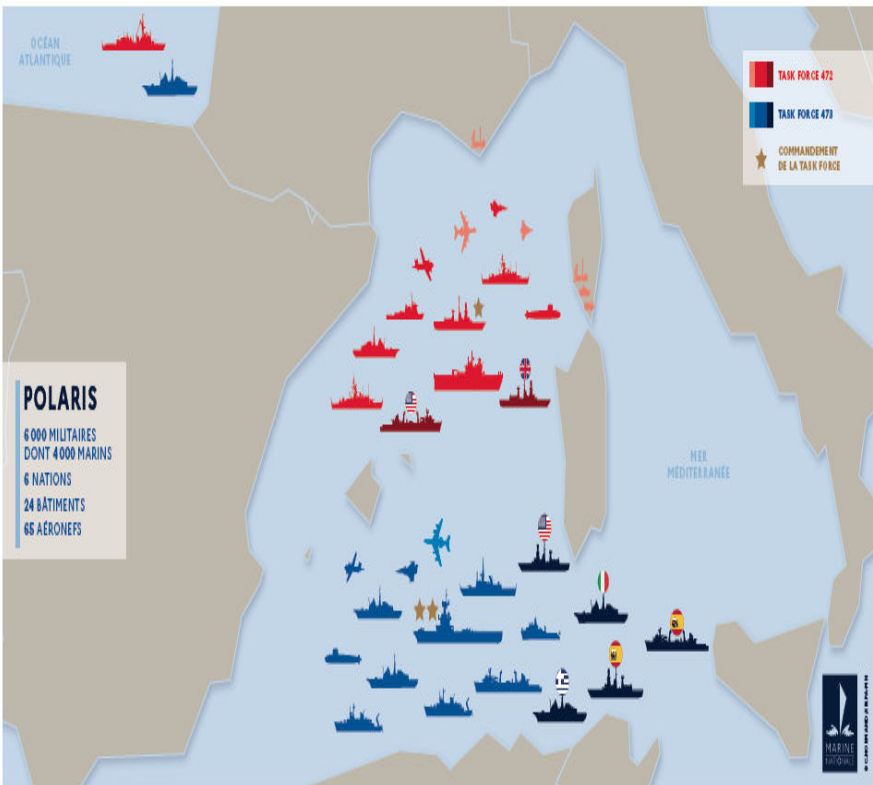 OCÉAN
ATLANTIQUE
TASK FORCE 472
TASK FORCE 473
COMMANDEMENT
DE LA TASK FORCE
POLARIS
6 000 MILITAIRES
DONT 4 000 MARINS
6 NATIONS
24 BÂTIMENTS
65 AÉRONEFS
MER
MÉDITERRANÉE
MARINE
NATIONALE